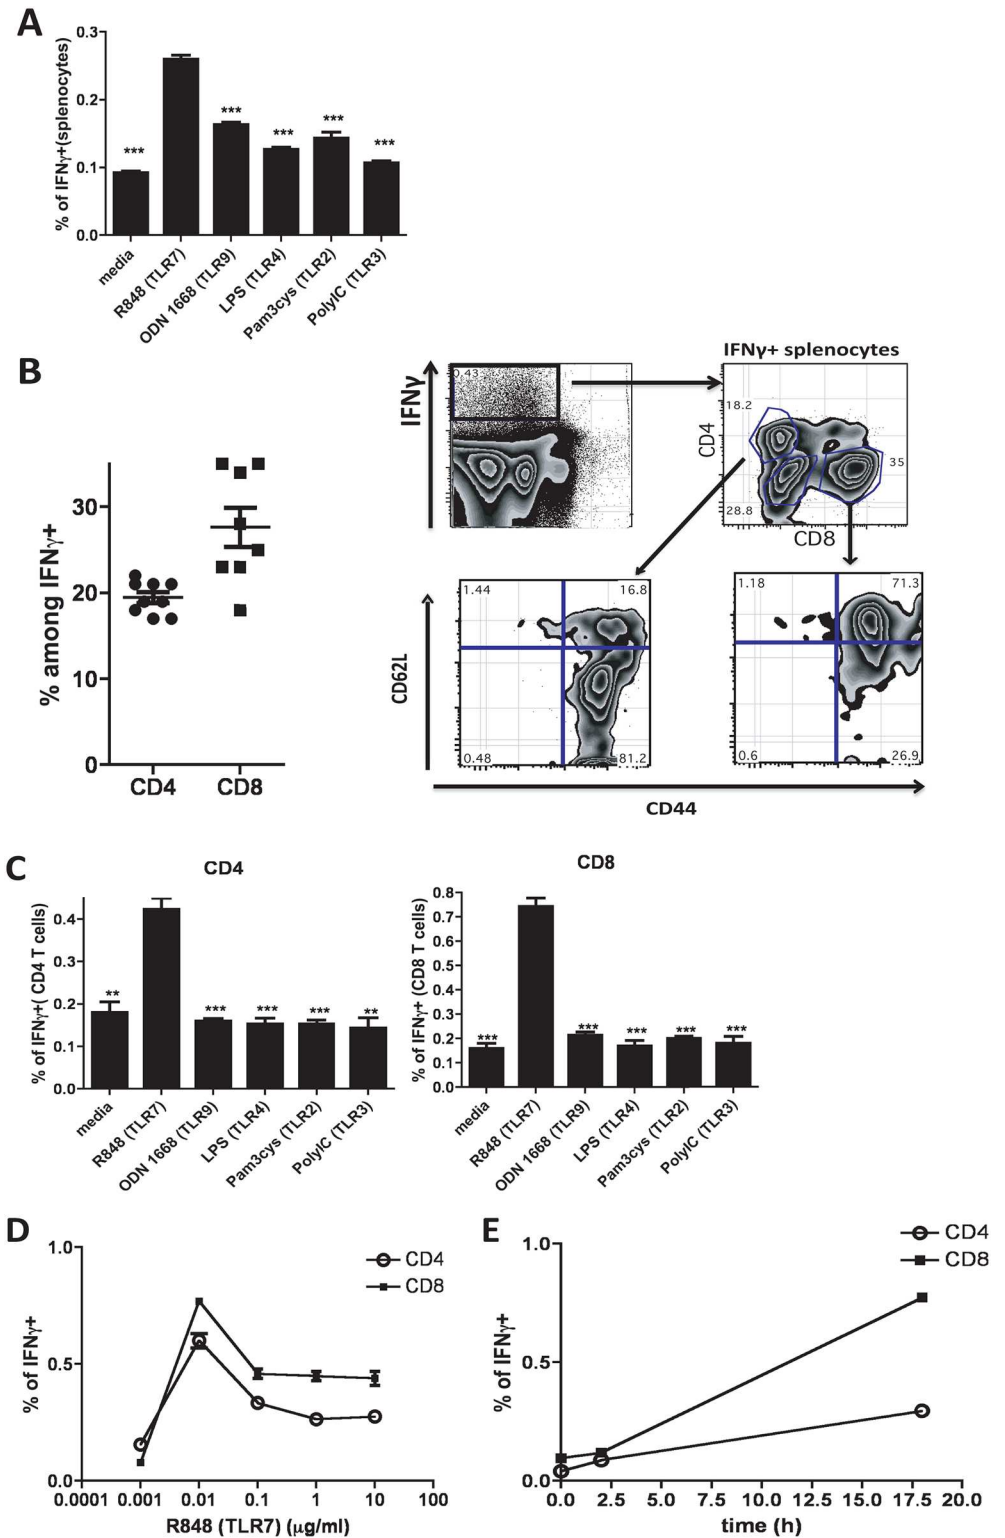 A
% of IFNγ+(splenocytes)
0.3
0.2
0.1
0.0
***
***
***
***
***
media
R848 (TLR7)
ODN 1668 (TLR9)
LPS (TLR4)
Pam3cys (TLR2)
PolyIC (TLR3)
B
% among IFNγ+
30
20
10
0
CD4
CD8
IFNγ
0.43
IFNγ+ splenocytes
CD4
18.2
35
28.8
CD8
CD62L
1.44
16.8
0.48
81.2
1.18
71.3
0.6
26.9
CD44
C
CD4
% of IFNγ+( CD4 T cells)
0.4
0.3
0.2
0.1
0.0
**
***
***
***
**
media
R848 (TLR7)
ODN 1668 (TLR9)
LPS (TLR4)
Pam3cys (TLR2)
PolyIC (TLR3)
CD8
% of IFNγ+ (CD8 T cells)
0.8
0.7
0.6
0.5
0.4
0.3
0.2
0.1
0.0
***
***
***
***
***
media
R848 (TLR7)
ODN 1668 (TLR9)
LPS (TLR4)
Pam3cys (TLR2)
PolyIC (TLR3)
D
% of IFNγ+
1.0
0.5
0.0
CD4
CD8
0.0001 0.001 0.01 0.1 1 10 100
R848 (TLR7) (μg/ml)
E
% of IFNγ+
1.0
0.5
0.0
CD4
CD8
0.0 2.5 5.0 7.5 10.0 12.5 15.0 17.5 20.0
time (h)